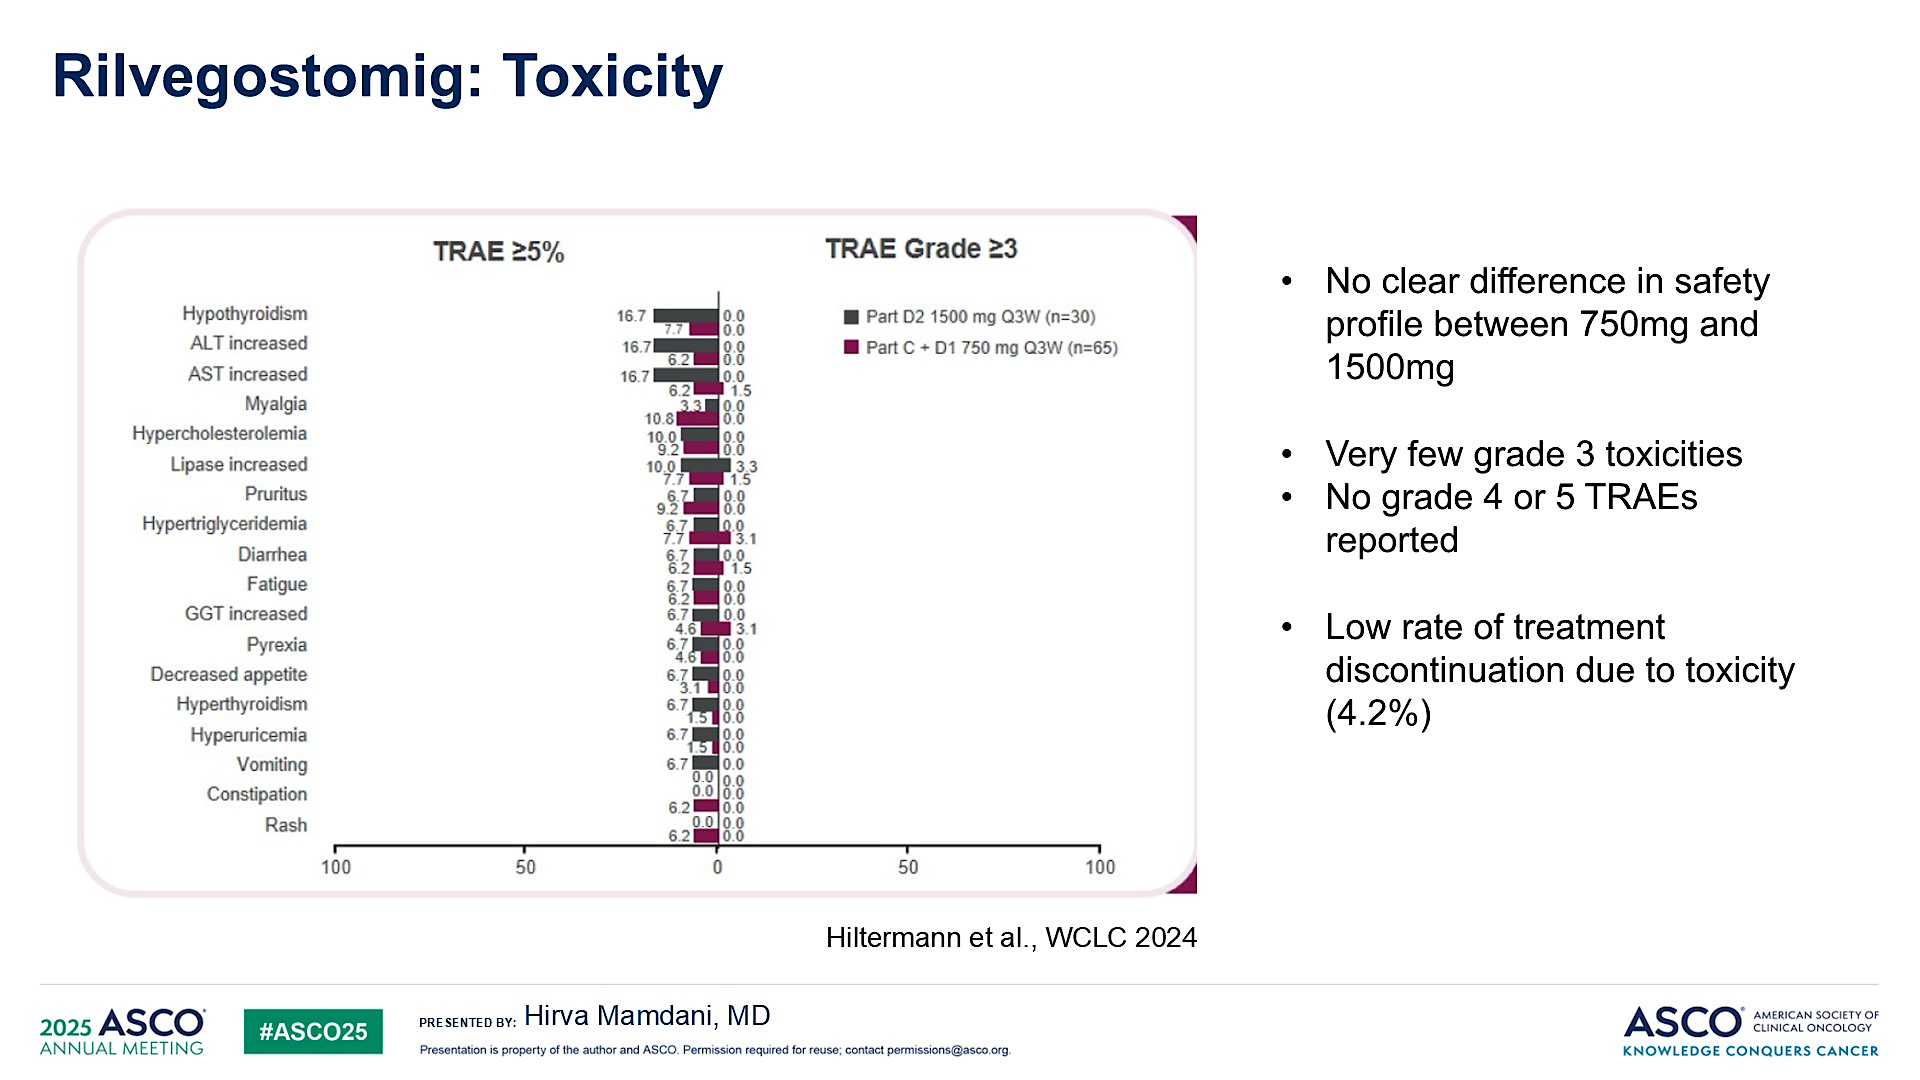 Rilvegostomig: Toxicity
TRAE ≥5%
TRAE Grade ≥3
Part D2 1500 mg Q3W (n=30)
Part C + D1 750 mg Q3W (n=65)
Hypothyroidism 16.7 0.0
7.7 0.0
ALT increased 16.7 0.0
6.2 0.0
AST increased 16.7 0.0
6.2 1.5
Myalgia 3.3 0.0
10.8 0.0
Hypercholesterolemia 10.0 0.0
9.2 0.0
Lipase increased 10.0 3.3
7.7 1.5
Pruritus 6.7 0.0
9.2 0.0
Hypertriglyceridemia 6.7 0.0
7.7 3.1
Diarrhea 6.7 0.0
6.2 1.5
Fatigue 6.7 0.0
6.2 0.0
GGT increased 6.7 0.0
4.6 3.1
Pyrexia 6.7 0.0
4.6 0.0
Decreased appetite 6.7 0.0
3.1 0.0
Hyperthyroidism 6.7 0.0
1.5 0.0
Hyperuricemia 6.7 0.0
1.5 0.0
Vomiting 6.7 0.0
0.0 0.0
Constipation 0.0 0.0
6.2 0.0
Rash 0.0 0.0
6.2 0.0
100 50 0 50 100
• No clear difference in safety
profile between 750mg and
1500mg
• Very few grade 3 toxicities
• No grade 4 or 5 TRAEs
reported
• Low rate of treatment
discontinuation due to toxicity
(4.2%)
Hiltermann et al., WCLC 2024
2025 ASCO
ANNUAL MEETING
#ASCO25
PRESENTED BY: Hirva Mamdani, MD
Presentation is property of the author and ASCO. Permission required for reuse; contact permissions@asco.org.
ASCO AMERICAN SOCIETY OF
CLINICAL ONCOLOGY
KNOWLEDGE CONQUERS CANCER